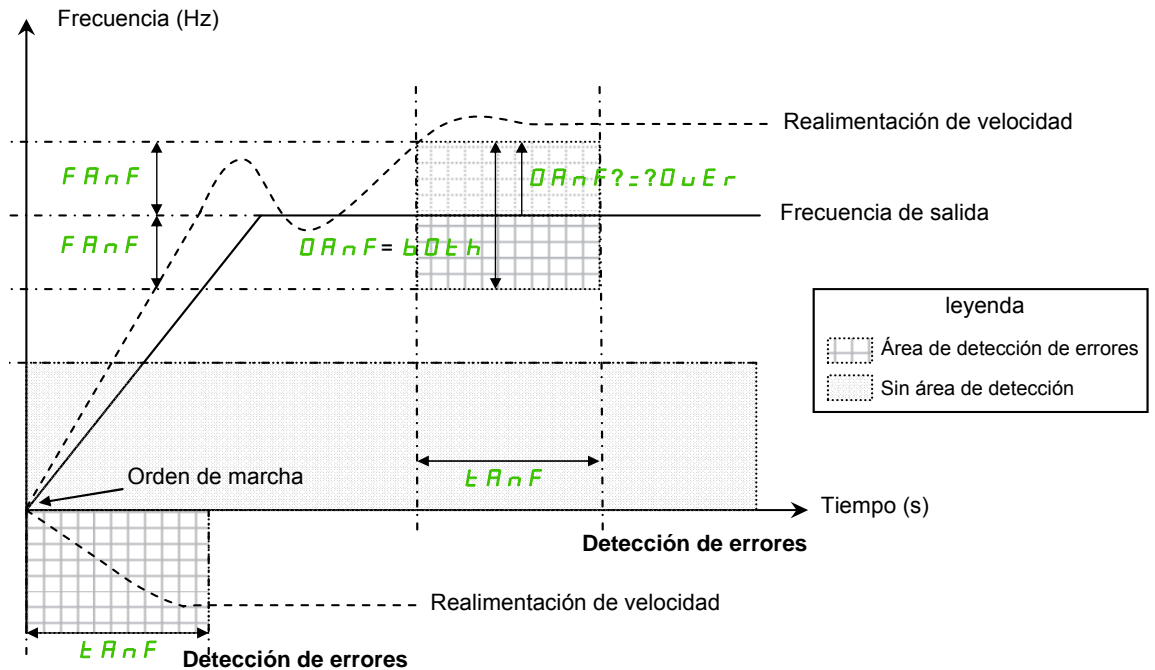 Frecuencia (Hz)
Realimentación de velocidad
FAnF
OAnF?=?OvEr
Frecuencia de salida
FAnF
OAnF= bOth
leyenda
Área de detección de errores
Sin área de detección
tAnF
Orden de marcha
Tiempo (s)
Detección de errores
Realimentación de velocidad
tAnF
Detección de errores